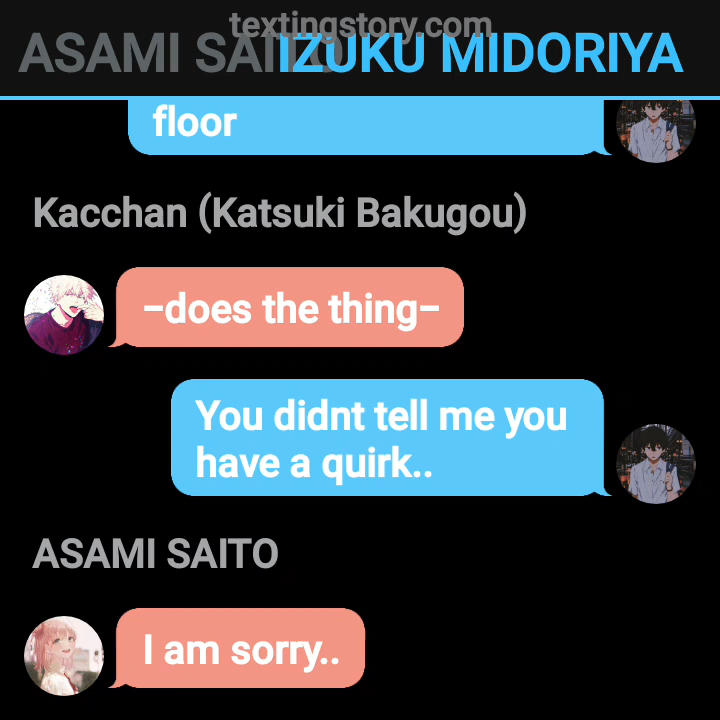 textingstory.com
ASAMI SAITO IZUKU MIDORIYA
floor
Kacchan (Katsuki Bakugou)
–does the thing–
You didnt tell me you
have a quirk..
ASAMI SAITO
I am sorry..